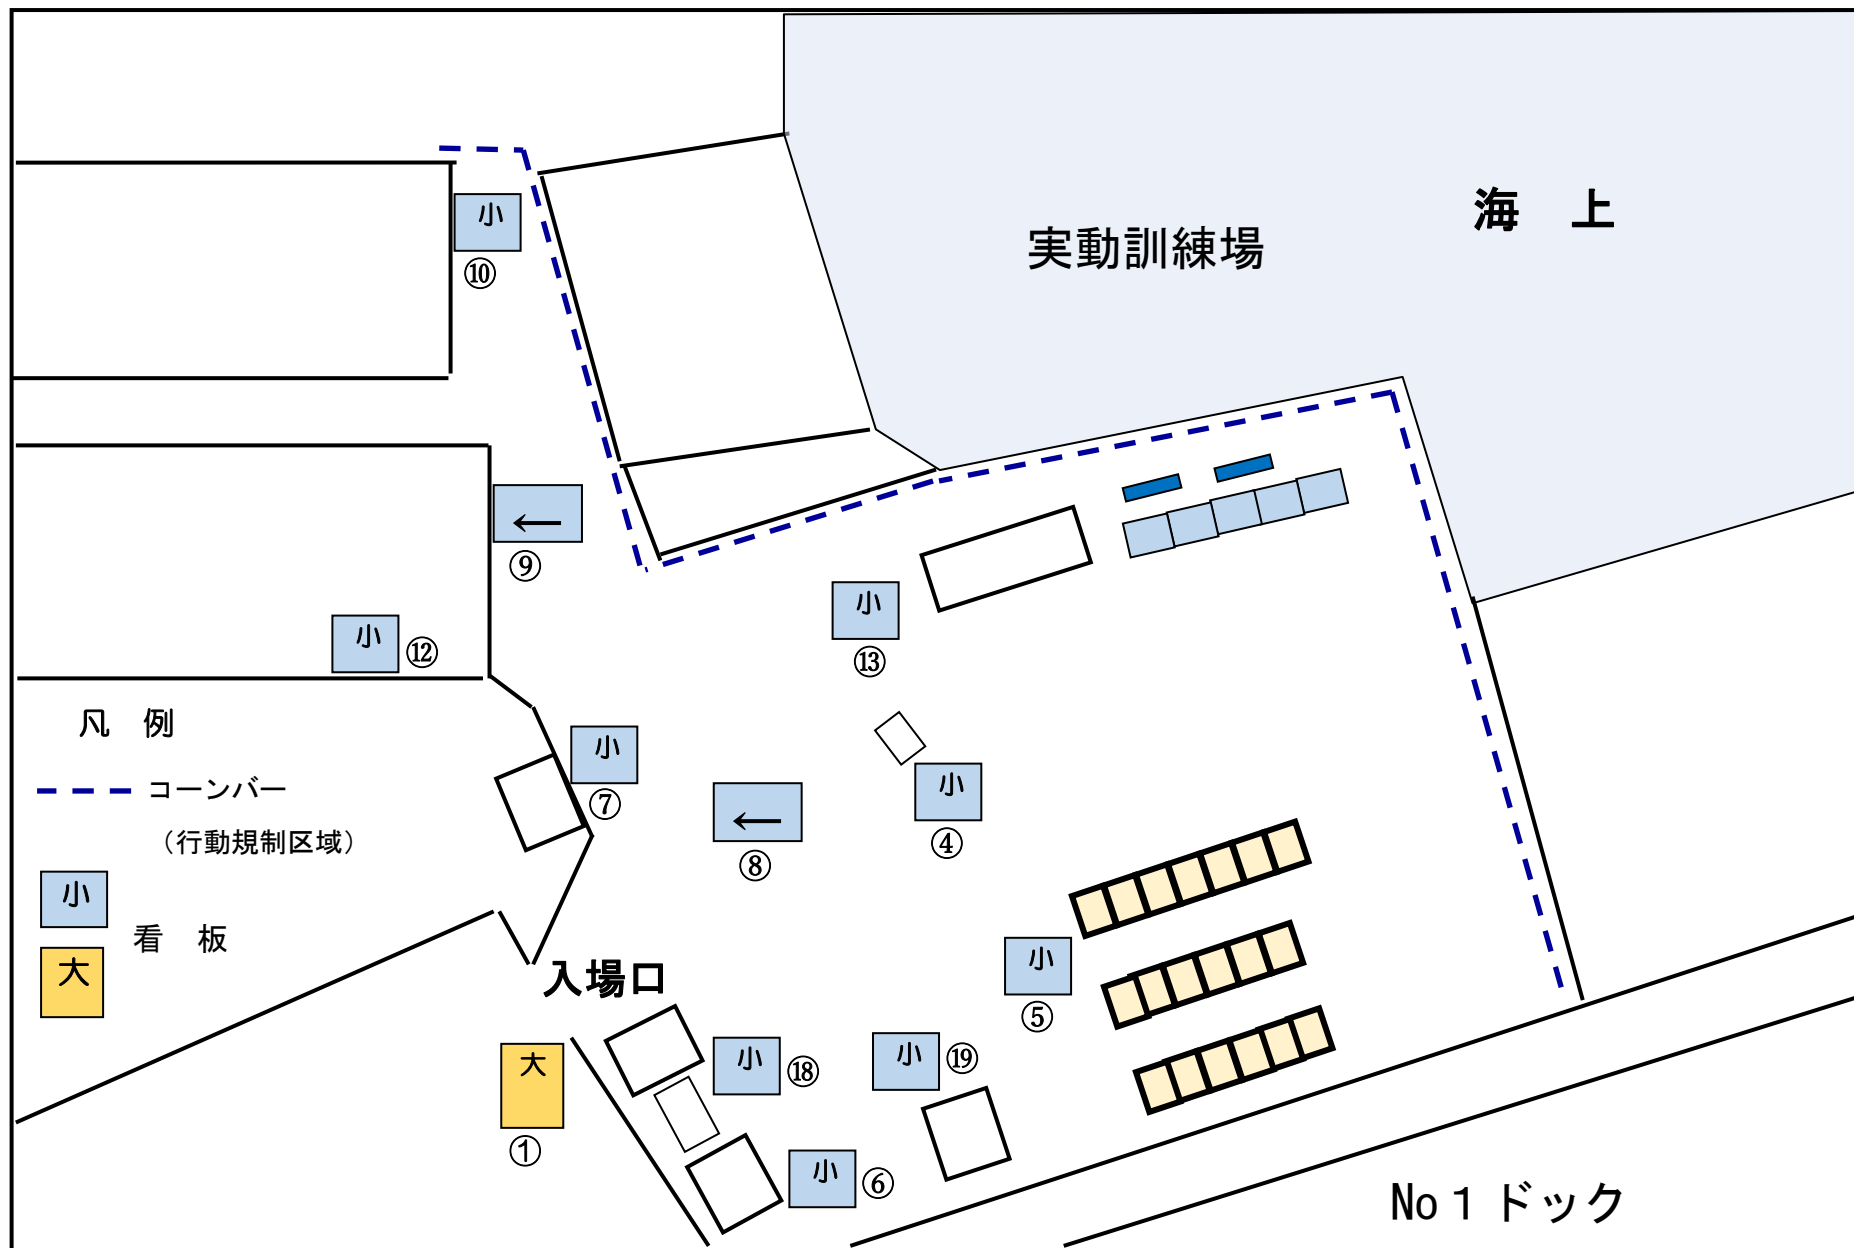 海　上
実動訓練場
小
⑩
←
⑨
小
⑬
小 ⑫
凡　例
コーンバー
（行動規制区域）
小
大
看　板
小
⑦
←
⑧
小
④
小
⑤
入場口
大
①
小 ⑱
小 ⑲
小 ⑥
No１ドック